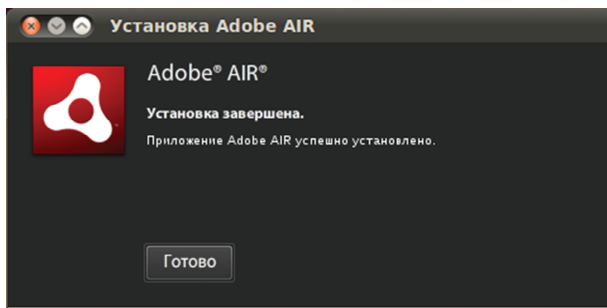 Установка Adobe AIR
Adobe® AIR®
Установка завершена.
Приложение Adobe AIR успешно установлено.
Готово